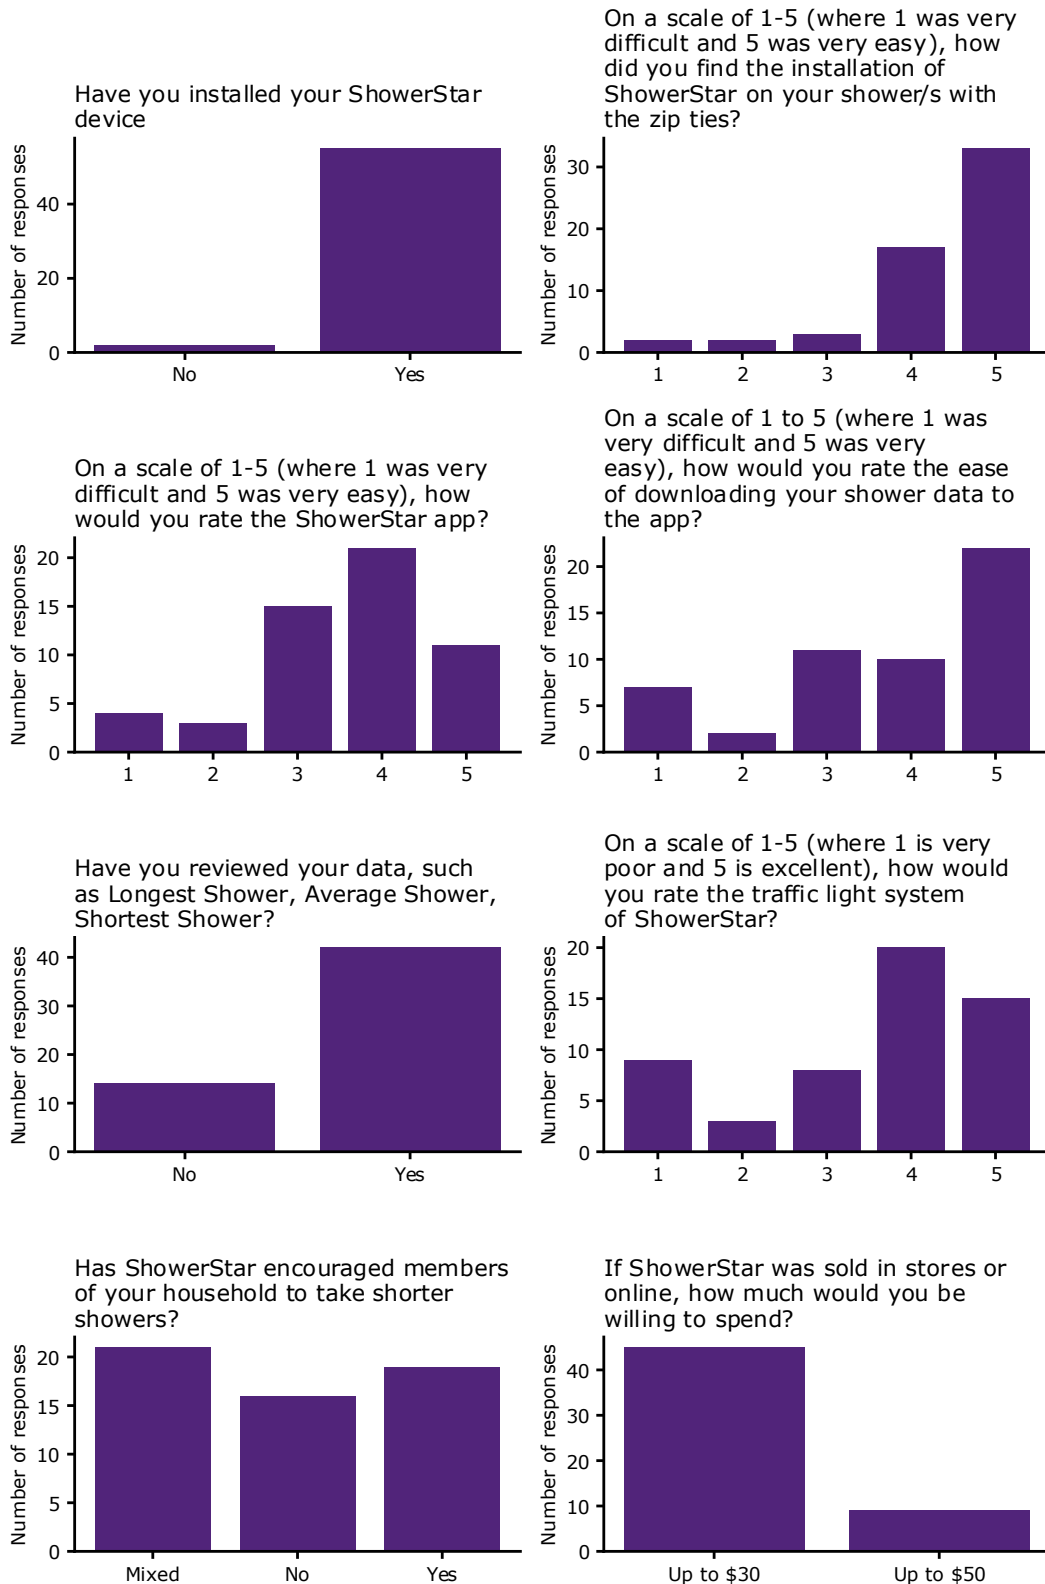 Have you installed your ShowerStar
device
Number of responses
40
20
0
No
Yes
On a scale of 1-5 (where 1 was very
difficult and 5 was very easy), how
did you find the installation of
ShowerStar on your shower/s with
the zip ties?
Number of responses
30
20
10
0
1
2
3
4
5
On a scale of 1-5 (where 1 was very
difficult and 5 was very easy), how
would you rate the ShowerStar app?
Number of responses
20
15
10
5
0
1
2
3
4
5
On a scale of 1 to 5 (where 1 was
very difficult and 5 was very
easy), how would you rate the ease
of downloading your shower data to
the app?
Number of responses
20
15
10
5
0
1
2
3
4
5
Have you reviewed your data, such
as Longest Shower, Average Shower,
Shortest Shower?
Number of responses
40
30
20
10
0
No
Yes
On a scale of 1-5 (where 1 is very
poor and 5 is excellent), how would
you rate the traffic light system
of ShowerStar?
Number of responses
20
15
10
5
0
1
2
3
4
5
Has ShowerStar encouraged members
of your household to take shorter
showers?
Number of responses
20
15
10
5
0
Mixed
No
Yes
If ShowerStar was sold in stores or
online, how much would you be
willing to spend?
Number of responses
40
30
20
10
0
Up to $30
Up to $50